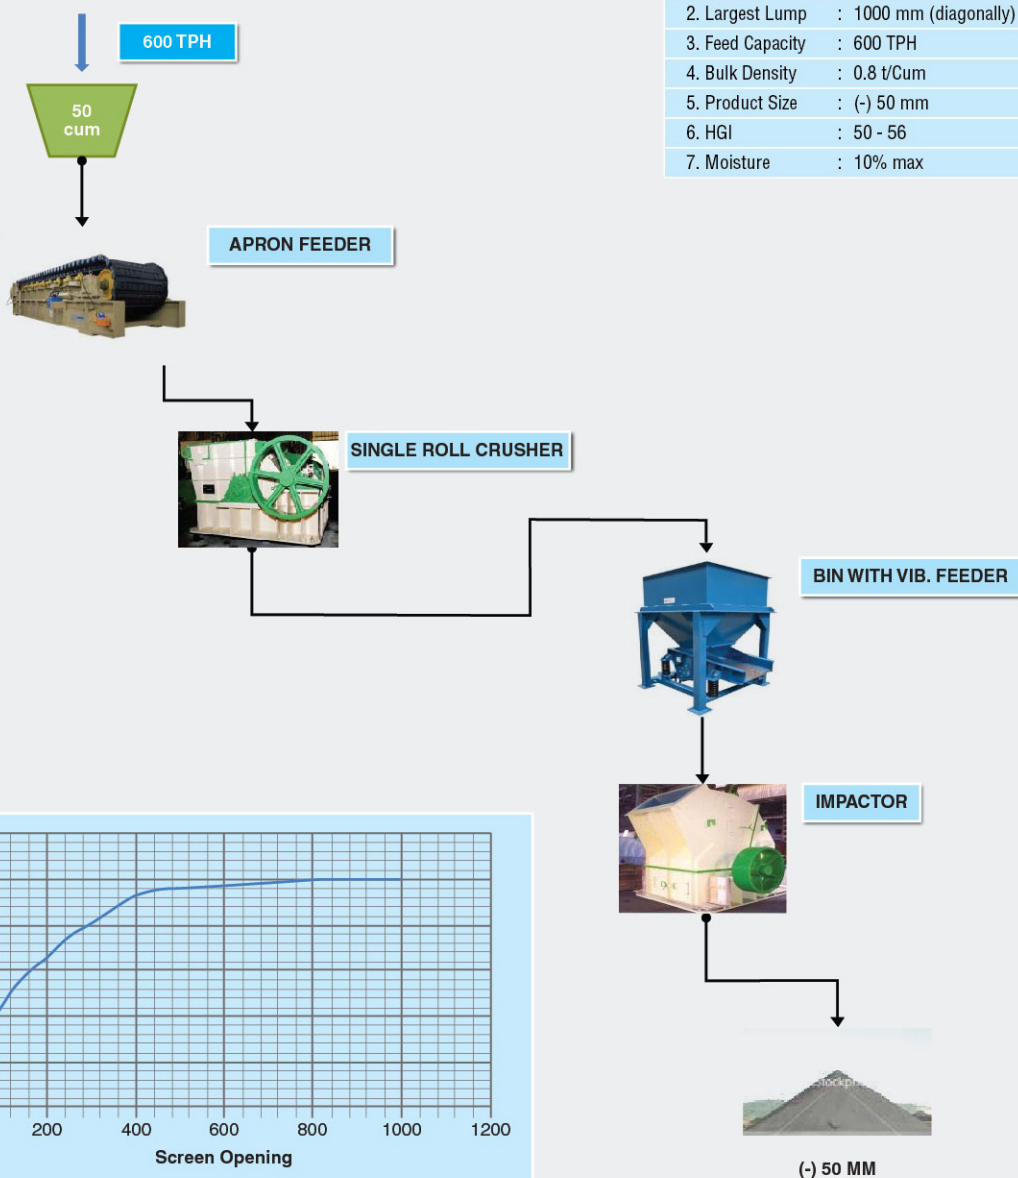 600 TPH
50
cum
2. Largest Lump : 1000 mm (diagonally)
3. Feed Capacity : 600 TPH
4. Bulk Density : 0.8 t/Cum
5. Product Size : (-) 50 mm
6. HGI : 50 - 56
7. Moisture : 10% max
APRON FEEDER
SINGLE ROLL CRUSHER
BIN WITH VIB. FEEDER
IMPACTOR
200 400 600 800 1000 1200
Screen Opening
(-) 50 MM